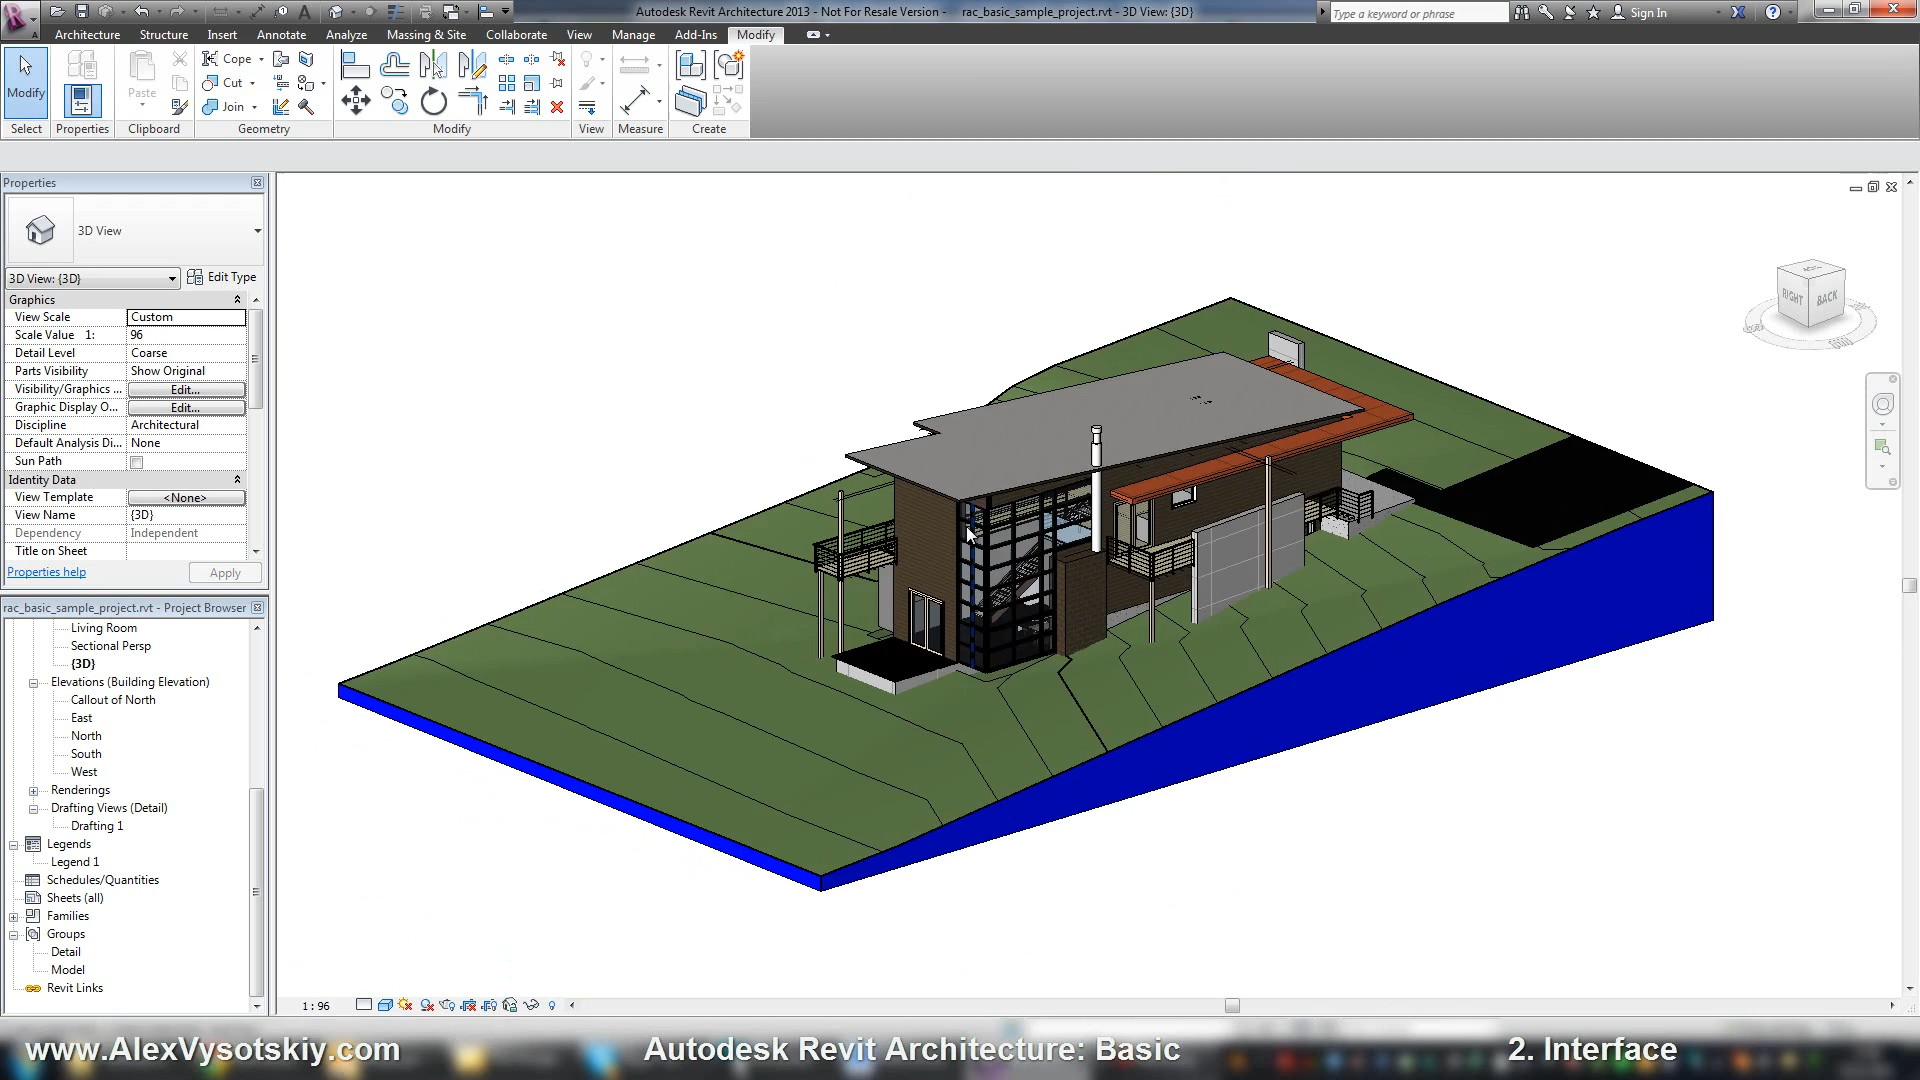 Autodesk Revit Architecture 2013 - Not For Resale Version - rac_basic_sample_project.rvt - 3D View: {3D}
Type a keyword or phrase
Sign In
Architecture Structure Insert Annotate Analyze Massing & Site Collaborate View Manage Add-Ins Modify
Modify
Paste
Cope
Cut
Join
Select Properties Clipboard Geometry Modify View Measure Create
Properties
3D View
3D View: {3D}
Edit Type
Graphics
View Scale Custom
Scale Value 1: 96
Detail Level Coarse
Parts Visibility Show Original
Visibility/Graphics ... Edit...
Graphic Display O... Edit...
Discipline Architectural
Default Analysis Di... None
Sun Path
Identity Data
View Template <None>
View Name {3D}
Dependency Independent
Title on Sheet
Properties help
Apply
rac_basic_sample_project.rvt - Project Browser
Living Room
Sectional Persp
{3D}
Elevations (Building Elevation)
Callout of North
East
North
South
West
Renderings
Drafting Views (Detail)
Drafting 1
Legends
Legend 1
Schedules/Quantities
Sheets (all)
Families
Groups
Detail
Model
Revit Links
RIGHT BACK
1 : 96
www.AlexVysotskiy.com
Autodesk Revit Architecture: Basic
2. Interface